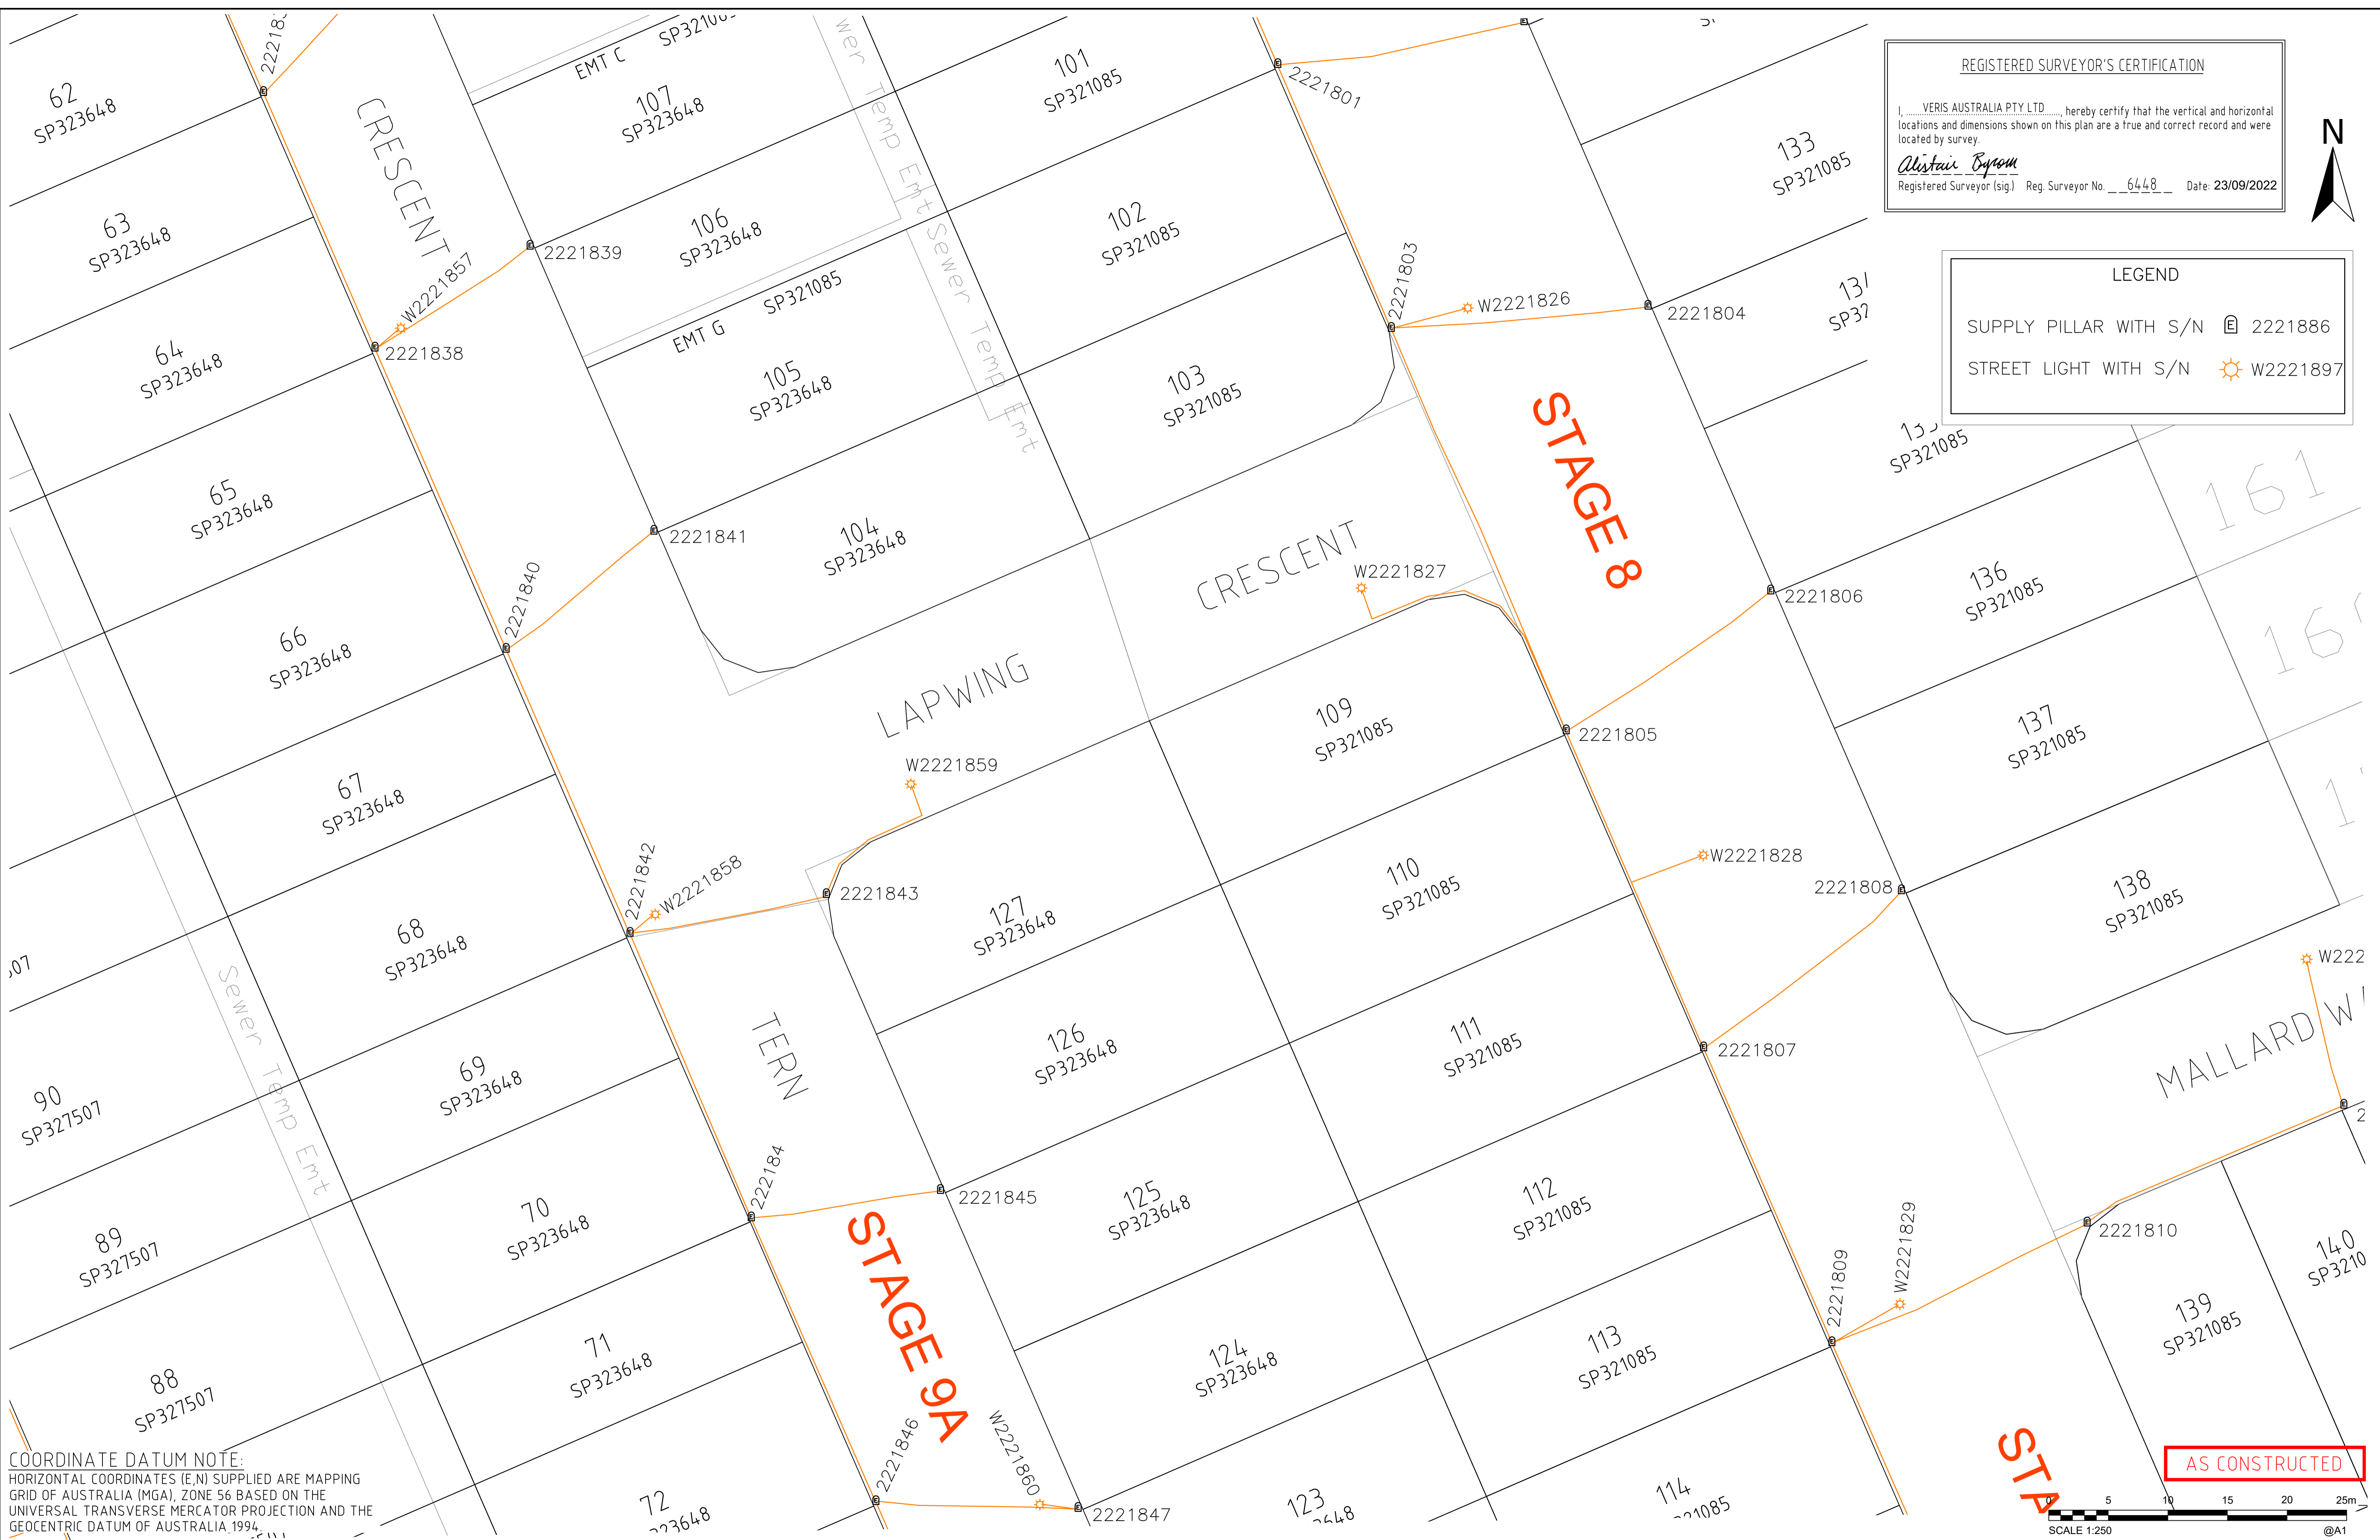 REGISTERED SURVEYOR'S CERTIFICATION
I, VERIS AUSTRALIA PTY LTD, hereby certify that the vertical and horizontal
locations and dimensions shown on this plan are a true and correct record and were
located by survey.
Alistair Byrom
Registered Surveyor (sig.) Reg. Surveyor No. 6448 Date: 23/09/2022
N
LEGEND
SUPPLY PILLAR WITH S/N E 2221886
STREET LIGHT WITH S/N W2221897
62
SP323648
63
SP323648
64
SP323648
65
SP323648
66
SP323648
67
SP323648
68
SP323648
69
SP323648
70
SP323648
71
SP323648
72
90
SP327507
89
SP327507
88
SP327507
CRESCENT
EMT C
107
SP323648
106
SP323648
EMT G
SP321085
105
SP323648
104
SP323648
Temp Emt
Sewer Temp Emt
101
SP321085
102
SP321085
103
SP321085
2221801
2221803
W2221826
2221804
2221839
W2221857
2221838
2221841
2221840
133
SP321085
SP321085
136
SP321085
137
SP321085
138
SP321085
161
STAGE 8
LAPWING
CRESCENT
W2221827
2221806
2221805
W2221859
109
SP321085
110
SP321085
111
SP321085
112
SP321085
113
SP321085
114
W2221828
2221808
2221807
2221842
W2221858
2221843
127
SP323648
126
SP323648
125
SP323648
124
SP323648
123
TERN
Sewer Temp Emt
222184
2221845
STAGE 9A
2221846
W2221860
2221847
MALLARD
2221809
W2221829
2221810
139
SP321085
140
COORDINATE DATUM NOTE:
HORIZONTAL COORDINATES (E,N) SUPPLIED ARE MAPPING
GRID OF AUSTRALIA (MGA), ZONE 56 BASED ON THE
UNIVERSAL TRANSVERSE MERCATOR PROJECTION AND THE
GEOCENTRIC DATUM OF AUSTRALIA 1994.
AS CONSTRUCTED
0 5 10 15 20 25m
SCALE 1:250 @A1